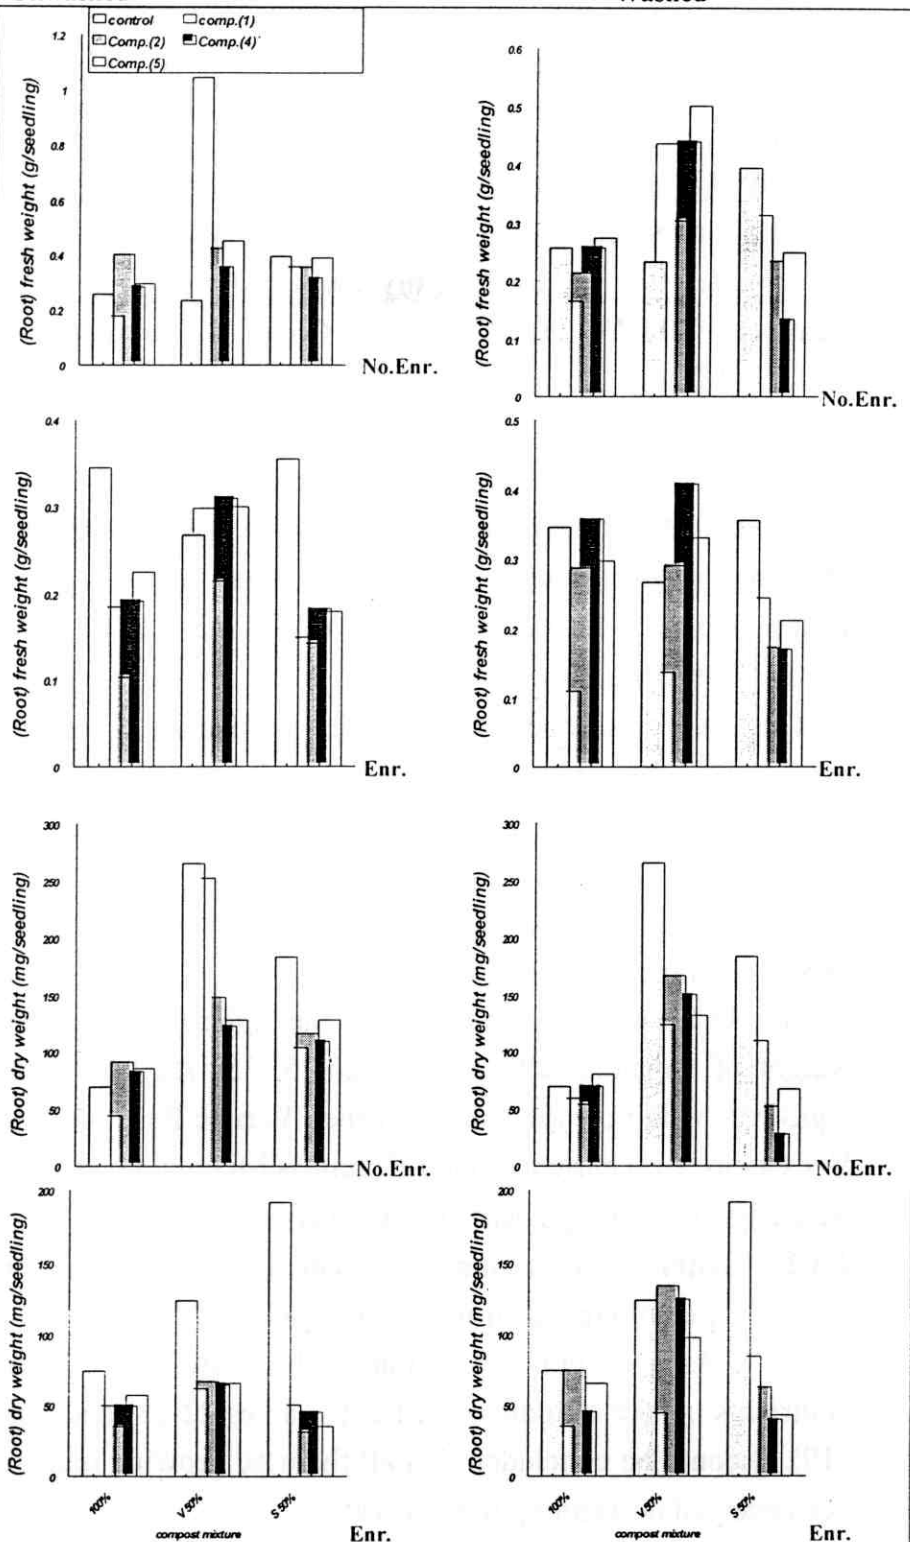 Washed
control comp.(1)
Comp.(2) Comp.(4)
Comp.(5)
(Root) fresh weight (g/seedling)
1.2
1
0.8
0.6
0.4
0.2
0
No.Enr.
(Root) fresh weight (g/seedling)
0.6
0.5
0.4
0.3
0.2
0.1
0
No.Enr.
(Root) fresh weight (g/seedling)
0.4
0.3
0.2
0.1
0
Enr.
(Root) fresh weight (g/seedling)
0.5
0.4
0.3
0.2
0.1
0
Enr.
(Root) dry weight (mg/seedling)
300
250
200
150
100
50
0
No.Enr.
(Root) dry weight (mg/seedling)
300
250
200
150
100
50
0
No.Enr.
(Root) dry weight (mg/seedling)
200
150
100
50
0
100% V 50% S 50%
compost mixture Enr.
(Root) dry weight (mg/seedling)
200
150
100
50
0
100% V 50% S 50%
compost mixture Enr.